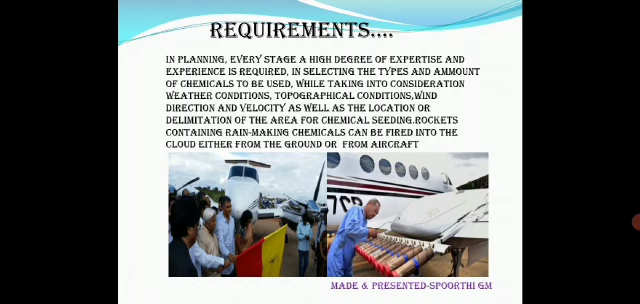 REQUIREMENTS....
IN PLANNING, EVERY STAGE A HIGH DEGREE OF EXPERTISE AND
EXPERIENCE IS REQUIRED, IN SELECTING THE TYPES AND AMMOUNT
OF CHEMICALS TO BE USED, WHILE TAKING INTO CONSIDERATION
WEATHER CONDITIONS, TOPOGRAPHICAL CONDITIONS,WIND
DIRECTION AND VELOCITY AS WELL AS THE LOCATION OR
DELIMITATION OF THE AREA FOR CHEMICAL SEEDING.ROCKETS
CONTAINING RAIN-MAKING CHEMICALS CAN BE FIRED INTO THE
CLOUD EITHER FROM THE GROUND OR FROM AIRCRAFT
MADE & PRESENTED-SPOORTHI GM